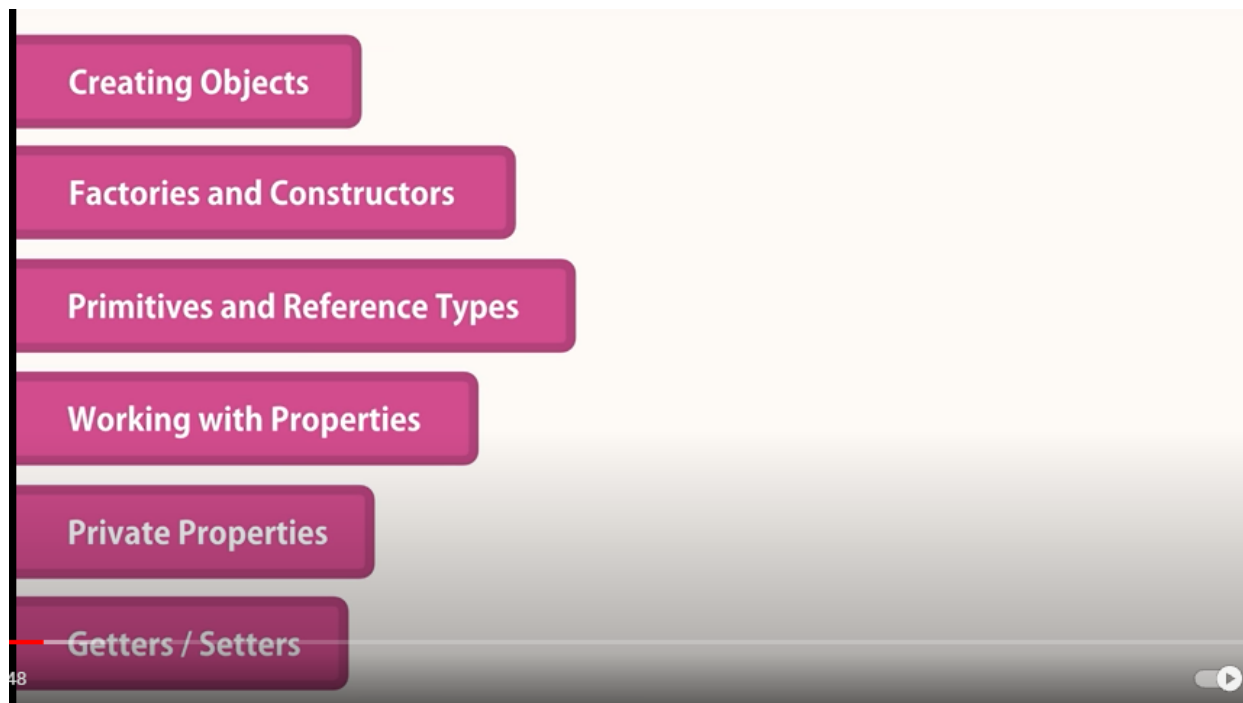 Creating Objects
Factories and Constructors
Primitives and Reference Types
Working with Properties
Private Properties
Getters / Setters
48